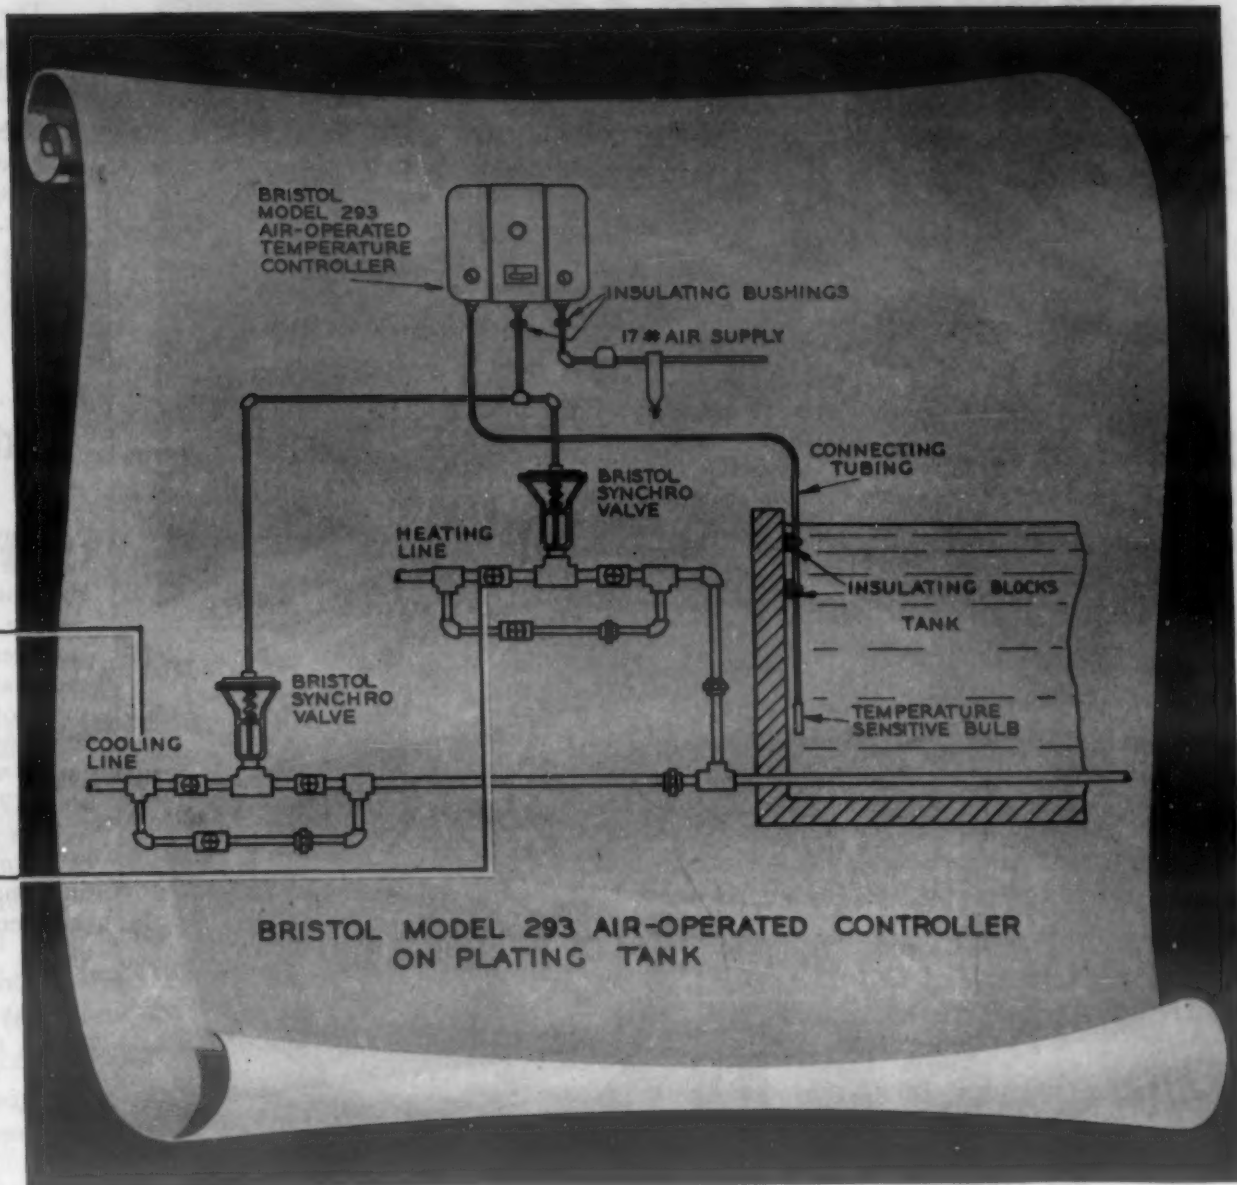 BRISTOL
MODEL 293
AIR-OPERATED
TEMPERATURE
CONTROLLER
INSULATING BUSHINGS
17 # AIR SUPPLY
CONNECTING
TUBING
BRISTOL
SYNCHRO
VALVE
HEATING
LINE
INSULATING BLOCKS
TANK
BRISTOL
SYNCHRO
VALVE
TEMPERATURE
SENSITIVE BULB
COOLING
LINE
BRISTOL MODEL 293 AIR-OPERATED CONTROLLER
ON PLATING TANK